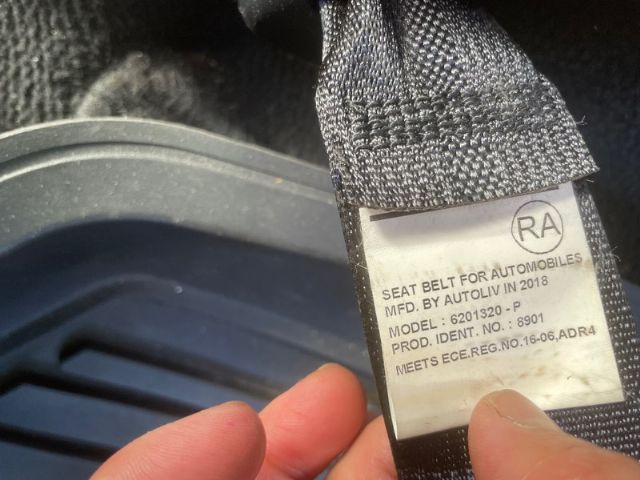 RA
SEAT BELT FOR AUTOMOBILES
MFD. BY AUTOLIV IN 2018
MODEL : 6201320 - P
PROD. IDENT. NO. : 8901
MEETS ECE.REG.NO.16-06,ADR4